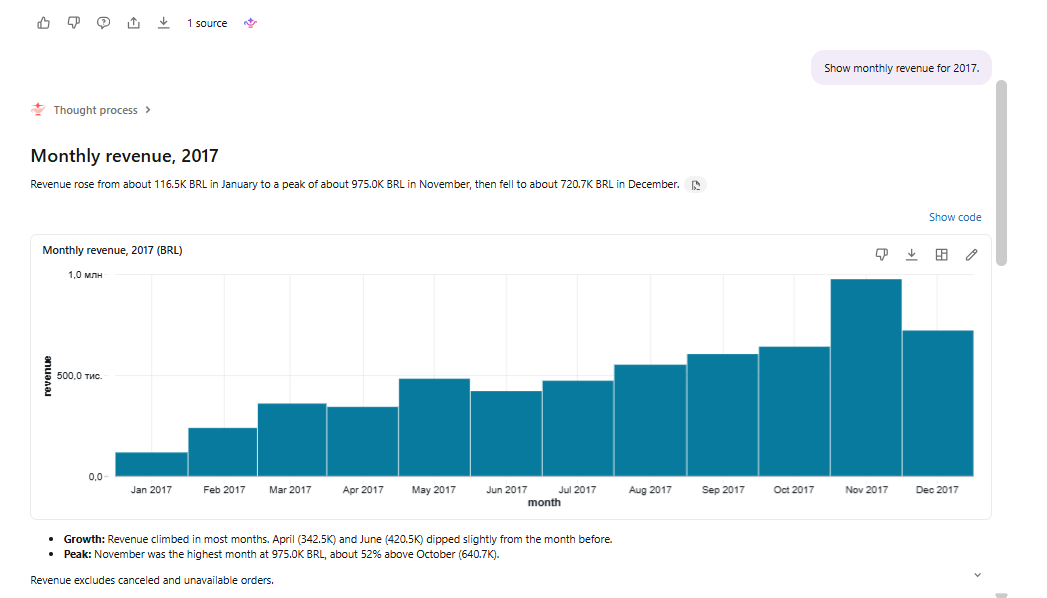 1 source
Show monthly revenue for 2017.
Thought process
Monthly revenue, 2017
Revenue rose from about 116.5K BRL in January to a peak of about 975.0K BRL in November, then fell to about 720.7K BRL in December.
Show code
Monthly revenue, 2017 (BRL)
1,0 млн
500,0 тис.
0,0
revenue
Jan 2017 Feb 2017 Mar 2017 Apr 2017 May 2017 Jun 2017 Jul 2017 Aug 2017 Sep 2017 Oct 2017 Nov 2017 Dec 2017
month
Growth: Revenue climbed in most months. April (342.5K) and June (420.5K) dipped slightly from the month before.
Peak: November was the highest month at 975.0K BRL, about 52% above October (640.7K).
Revenue excludes canceled and unavailable orders.